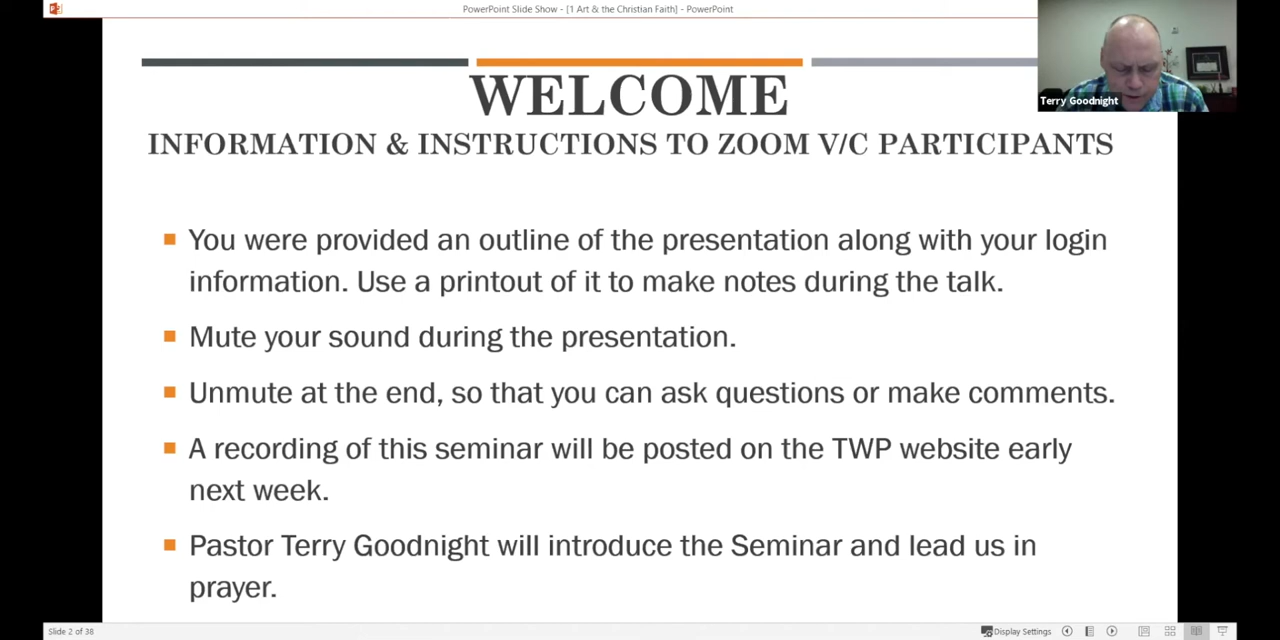 PowerPoint Slide Show - [1 Art & the Christian Faith] - PowerPoint
WELCOME
INFORMATION & INSTRUCTIONS TO ZOOM V/C PARTICIPANTS
Terry Goodnight
You were provided an outline of the presentation along with your login
information. Use a printout of it to make notes during the talk.
Mute your sound during the presentation.
Unmute at the end, so that you can ask questions or make comments.
A recording of this seminar will be posted on the TWP website early
next week.
Pastor Terry Goodnight will introduce the Seminar and lead us in
prayer.
Slide 2 of 38
Display Settings